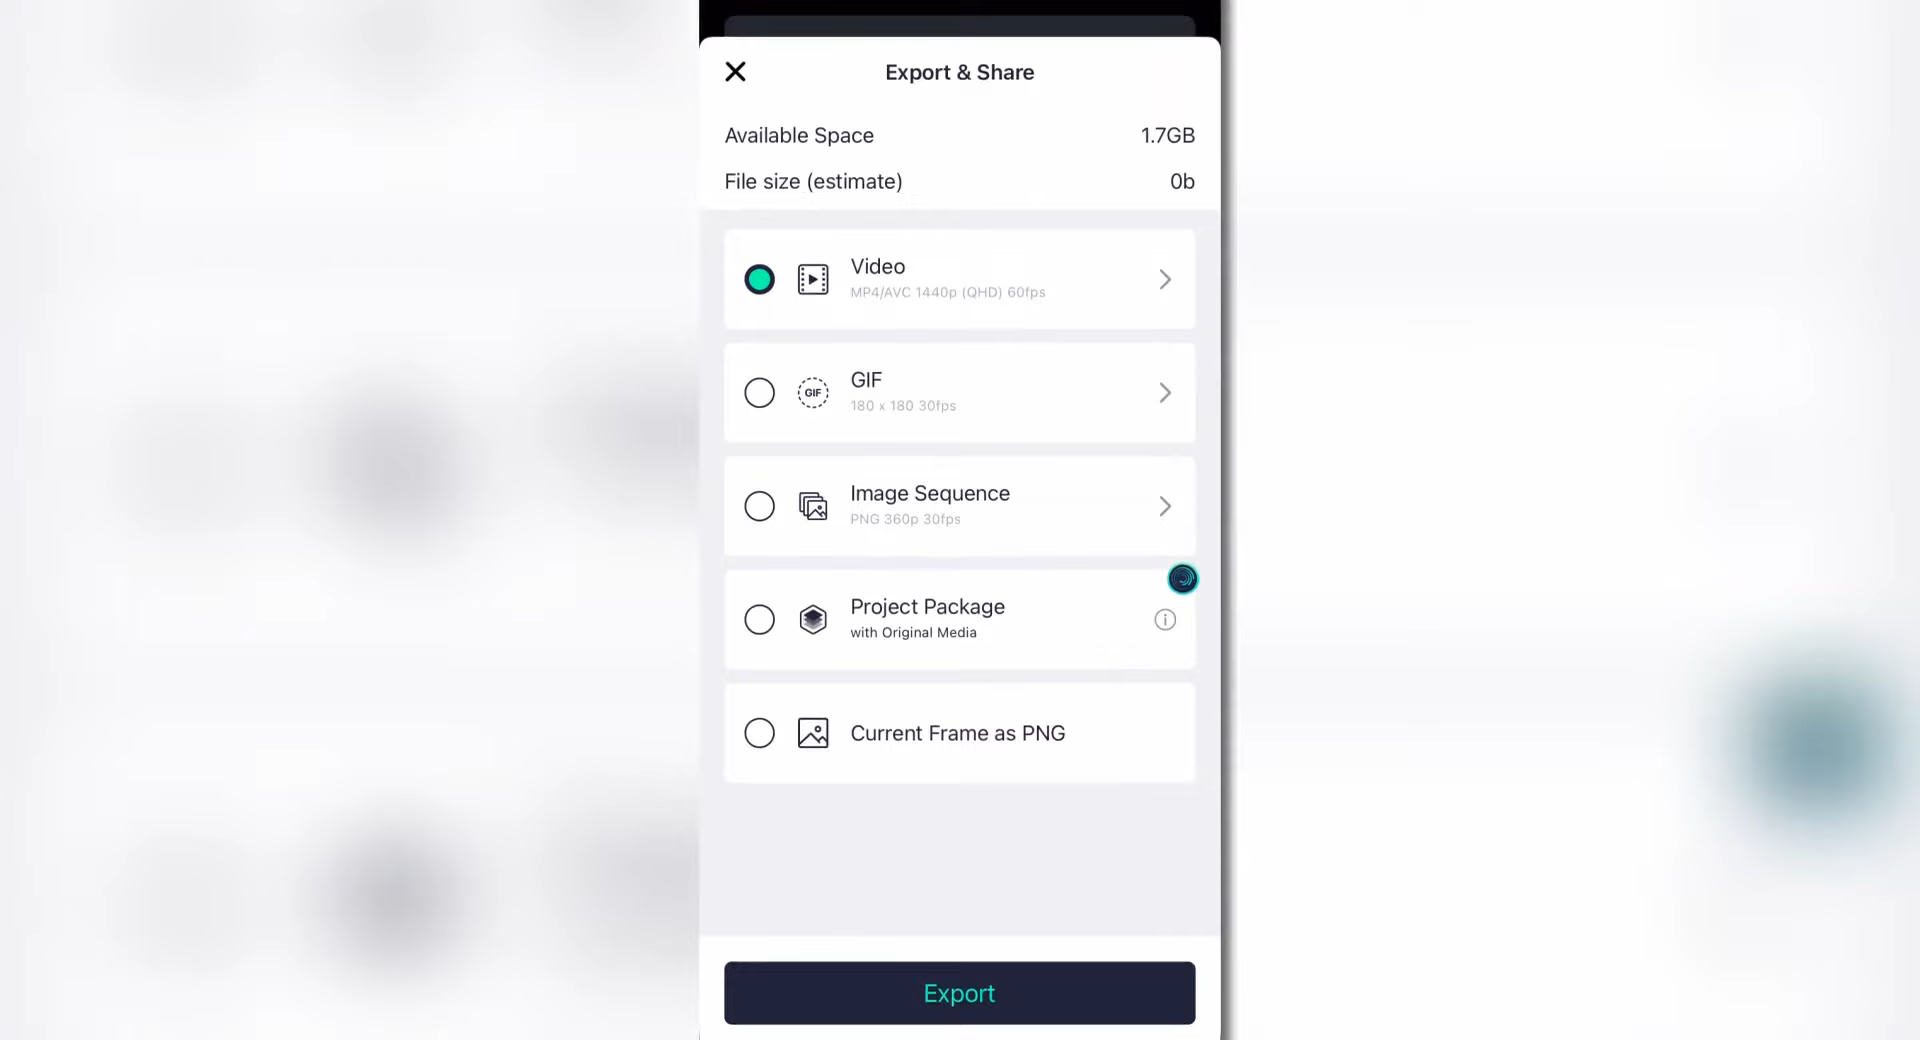 Export & Share
Available Space 1.7GB
File size (estimate) 0b
Video
MP4/AVC 1440p (QHD) 60fps
GIF
GIF
180 x 180 30fps
Image Sequence
PNG 360p 30fps
Project Package
with Original Media
Current Frame as PNG
Export